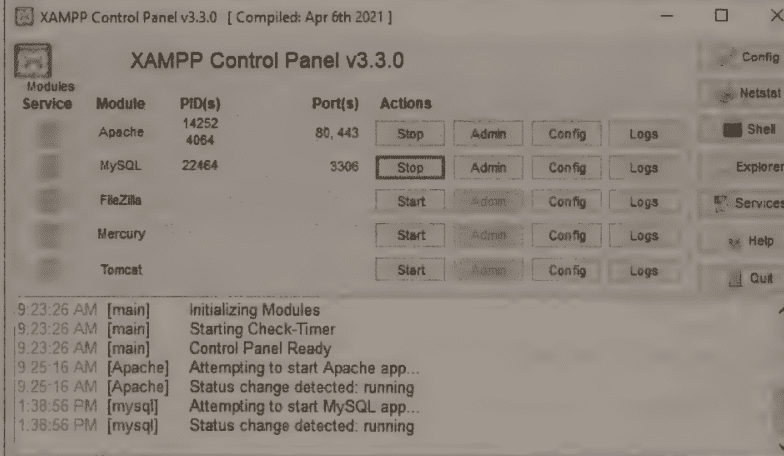 XAMPP Control Panel v3.3.0 [ Compiled: Apr 6th 2021 ]
XAMPP Control Panel v3.3.0
Modules
Service Module PID(s) Port(s) Actions
Apache 14252 4064 80, 443 Stop Admin Config Logs
MySQL 22464 3306 Stop Admin Config Logs
FileZilla Start Admin Config Logs
Mercury Start Admin Config Logs
Tomcat Start Admin Config Logs
Config
Netstat
Shell
Explorer
Services
Help
Quit
9:23:26 AM [main] Initializing Modules
9:23:26 AM [main] Starting Check-Timer
9:23:26 AM [main] Control Panel Ready
9:25:16 AM [Apache] Attempting to start Apache app...
9:25:16 AM [Apache] Status change detected: running
1:38:56 PM [mysql] Attempting to start MySQL app...
1:38:56 PM [mysql] Status change detected: running